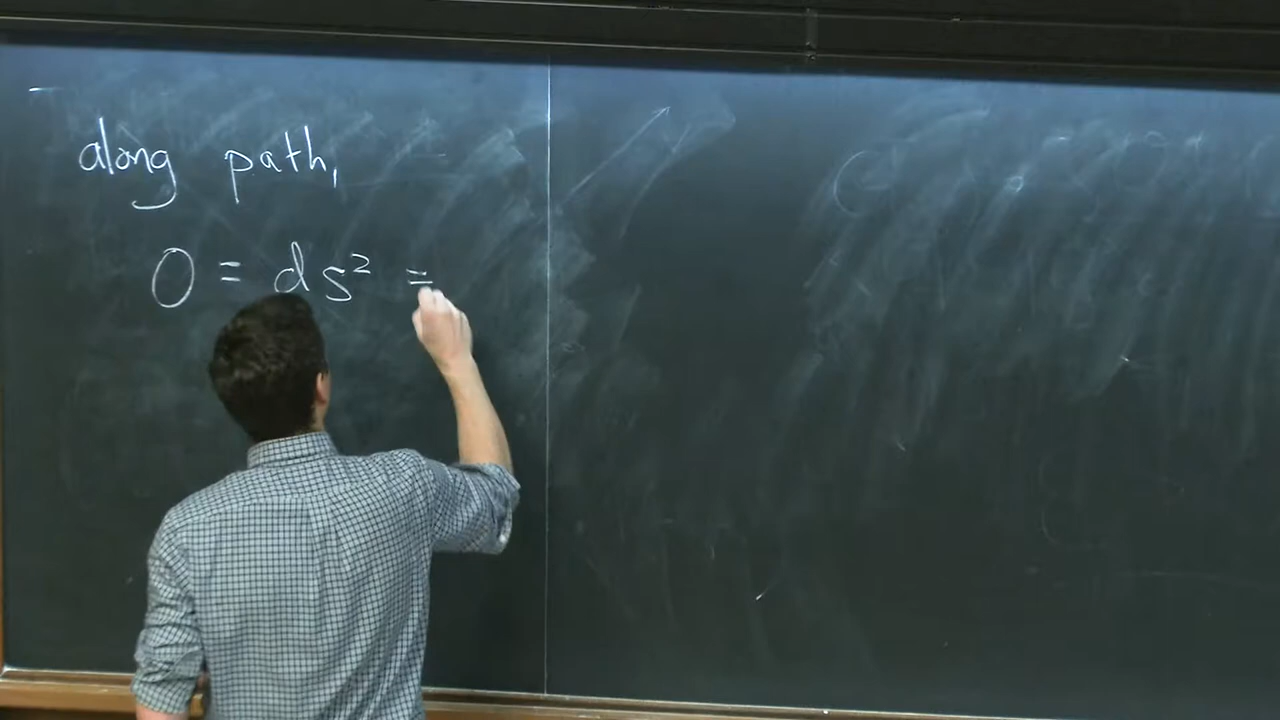 along path,
0 = ds² =